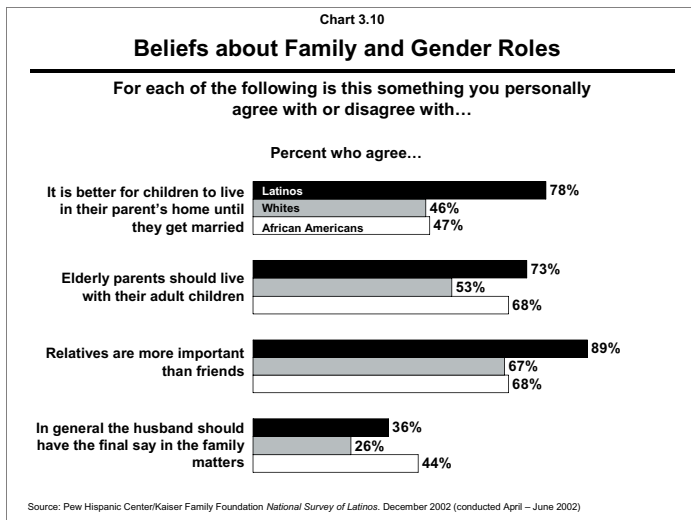 Chart 3.10
Beliefs about Family and Gender Roles
For each of the following is this something you personally
agree with or disagree with…
Percent who agree…
It is better for children to live
in their parent's home until
they get married
Latinos
78%
Whites
46%
African Americans
47%
Elderly parents should live
with their adult children
73%
53%
68%
Relatives are more important
than friends
89%
67%
68%
In general the husband should
have the final say in the family
matters
36%
26%
44%
Source: Pew Hispanic Center/Kaiser Family Foundation National Survey of Latinos. December 2002 (conducted April – June 2002)